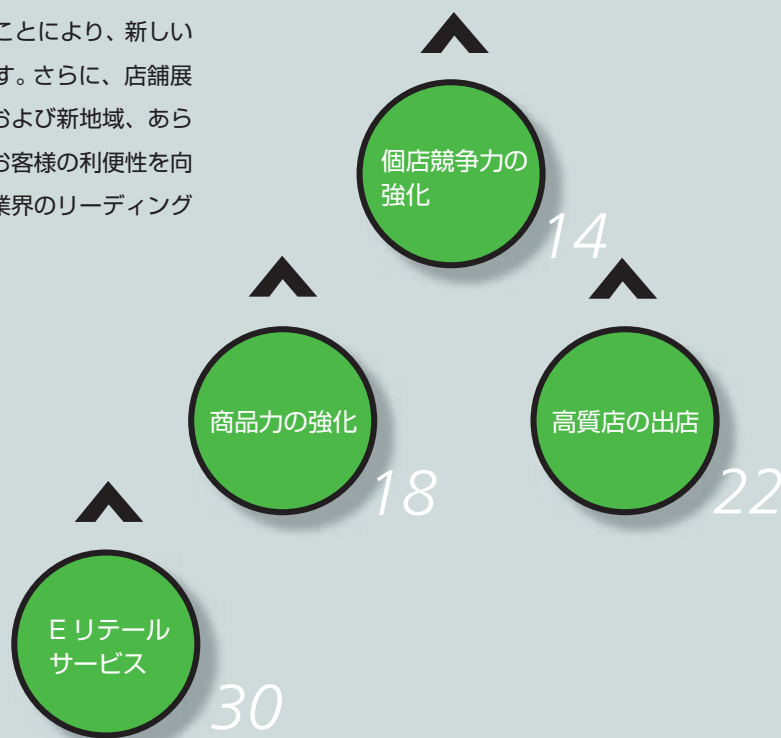 ことにより、新しい
す。さらに、店舗展
および新地域、あら
お客様の利便性を向
業界のリーディング
個店競争力の
強化
14
商品力の強化
18
高質店の出店
22
E リテール
サービス
30